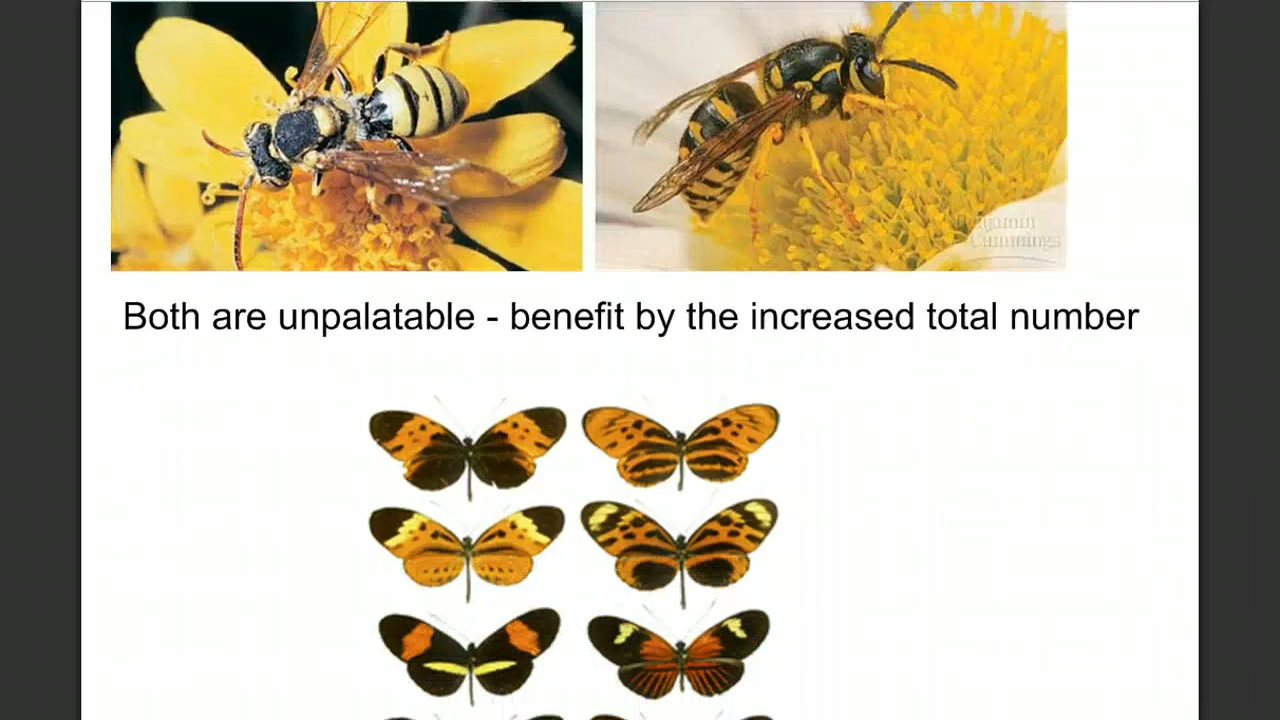 Benjamin
Cummings
Both are unpalatable - benefit by the increased total number